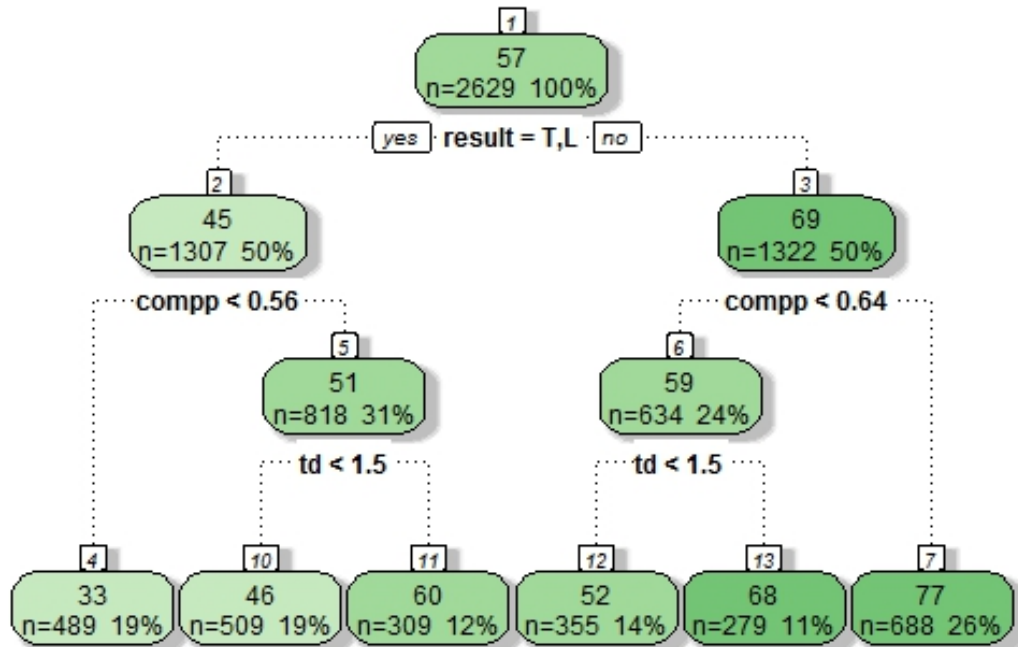 1
57
n=2629 100%
yes result = T,L no
2
45
n=1307 50%
3
69
n=1322 50%
compp < 0.56
compp < 0.64
5
51
n=818 31%
6
59
n=634 24%
td < 1.5
td < 1.5
4
33
n=489 19%
10
46
n=509 19%
11
60
n=309 12%
12
52
n=355 14%
13
68
n=279 11%
7
77
n=688 26%